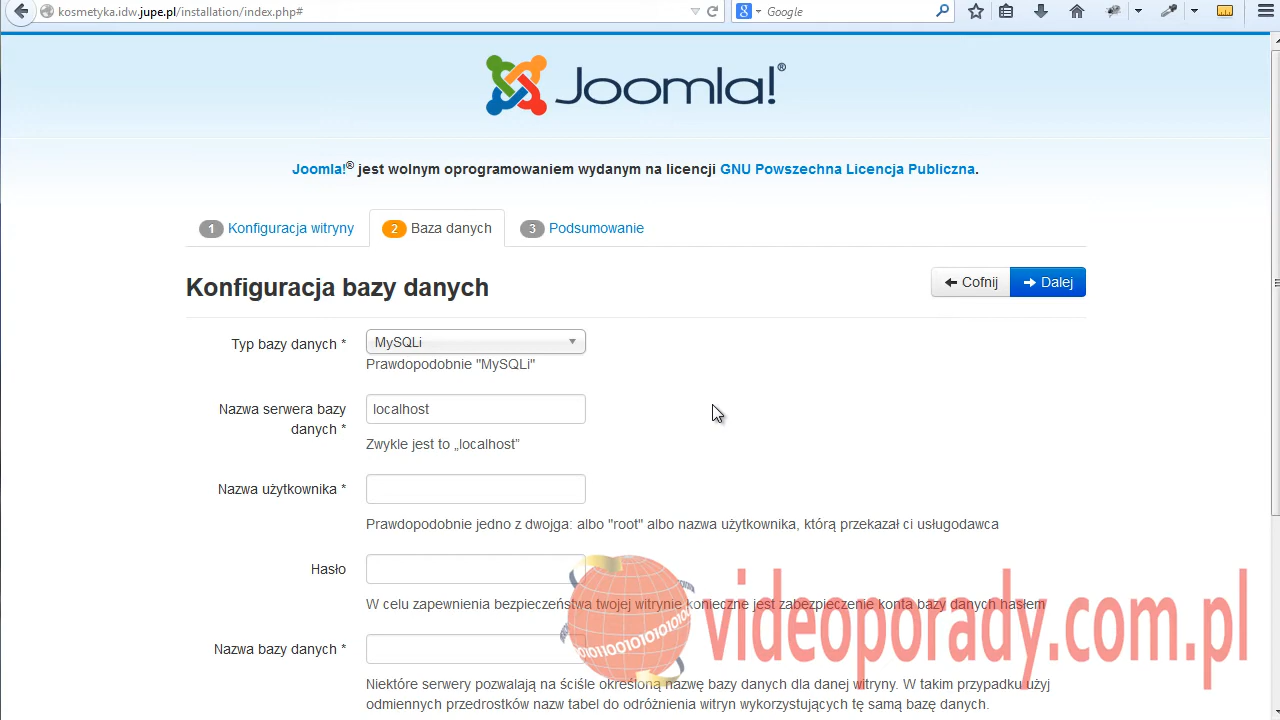 kosmetyka.idw.jupe.pl/installation/index.php#
8 Google
Joomla!®
Joomla!® jest wolnym oprogramowaniem wydanym na licencji GNU Powszechna Licencja Publiczna.
1 Konfiguracja witryny 2 Baza danych 3 Podsumowanie
Konfiguracja bazy danych
Cofnij Dalej
Typ bazy danych * MySQLi
Prawdopodobnie "MySQLi"
Nazwa serwera bazy
danych *
localhost
Zwykle jest to „localhost”
Nazwa użytkownika *
Prawdopodobnie jedno z dwojga: albo "root" albo nazwa użytkownika, którą przekazał ci usługodawca
Hasło
W celu zapewnienia bezpieczeństwa twojej witrynie konieczne jest zabezpieczenie konta bazy danych hasłem
videoporady.com.pl
Nazwa bazy danych *
Niektóre serwery pozwalają na ściśle określoną nazwę bazy danych dla danej witryny. W takim przypadku użyj
odmiennych przedrostków nazw tabel do odróżnienia witryn wykorzystujących tę samą bazę danych.